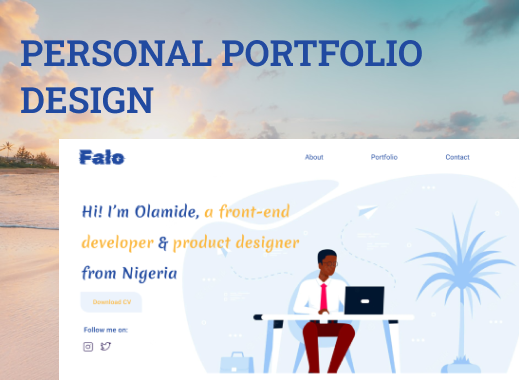 PERSONAL PORTFOLIO
DESIGN
Falo
About Portfolio Contact
Hi! I'm Olamide, a front-end
developer & product designer
from Nigeria
Download CV
Follow me on: